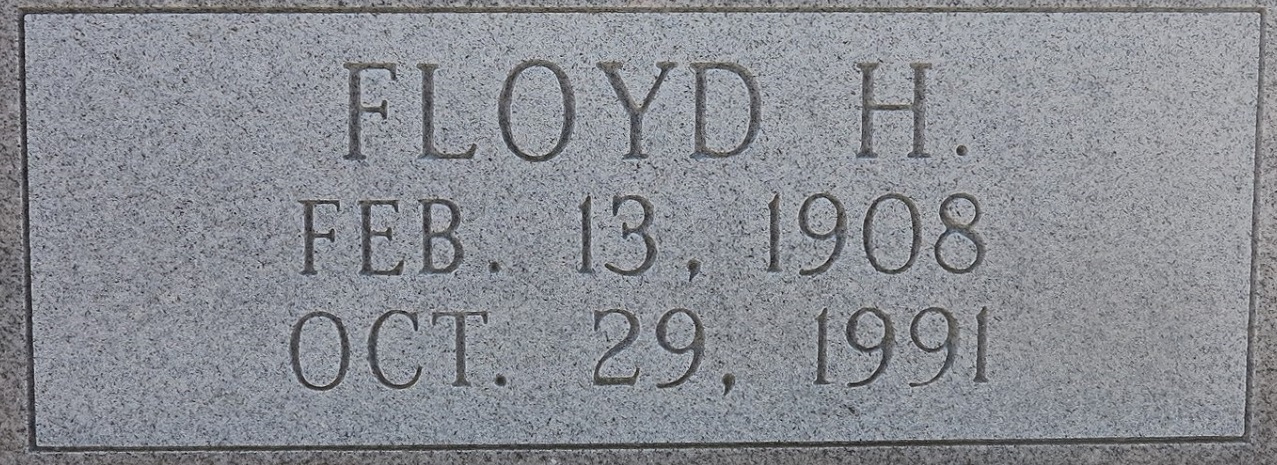 FLOYD H.
FEB. 13, 1908
OCT. 29, 1991